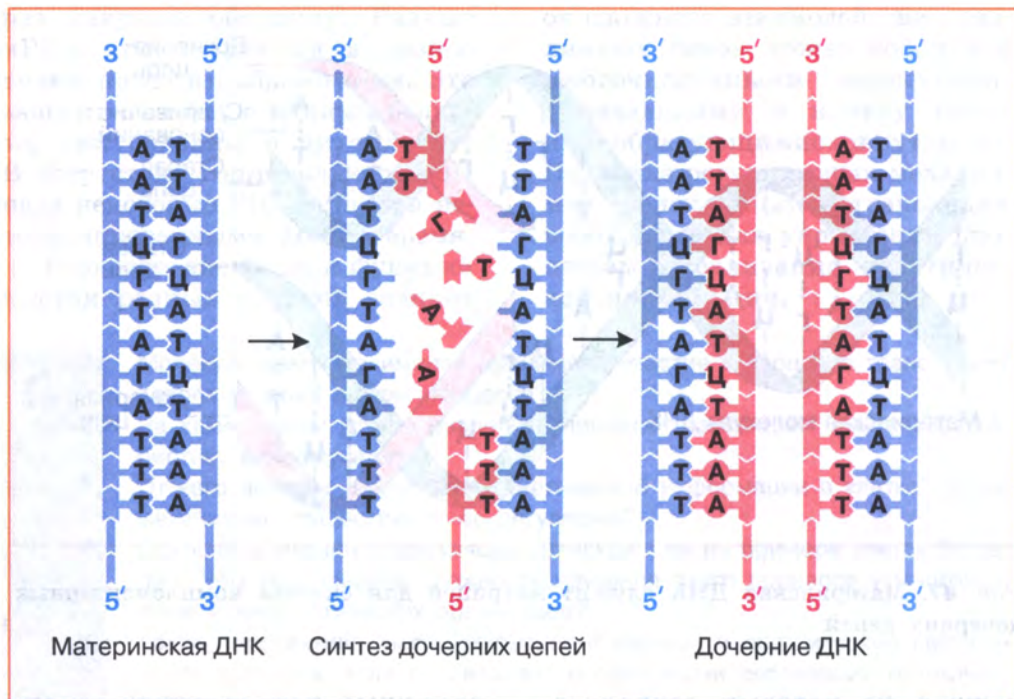 3′ 5′ 3′ 5′ 5′ 3′ 5′ 3′ 5′
А Т А Т Т А Т А Т
А Т А Т Т А Т А Т
Т А Т Г А Т А Т А
Ц Г Ц Г Ц Г Ц Г
Г Ц Г Т Ц Г Ц Г Ц
Т А Т А А Т А Т А
А Т А Т А Т А Т
Г Ц Г А Ц Г Ц Г Ц
А Т А Т А Т А Т
Т А Т Т А Т А Т А
Т А Т Т А Т А Т А
Т А Т Т А Т А Т А
5′ 3′ 5′ 5′ 3′ 5′ 3′ 5′ 3′
Материнская ДНК Синтез дочерних цепей Дочерние ДНК